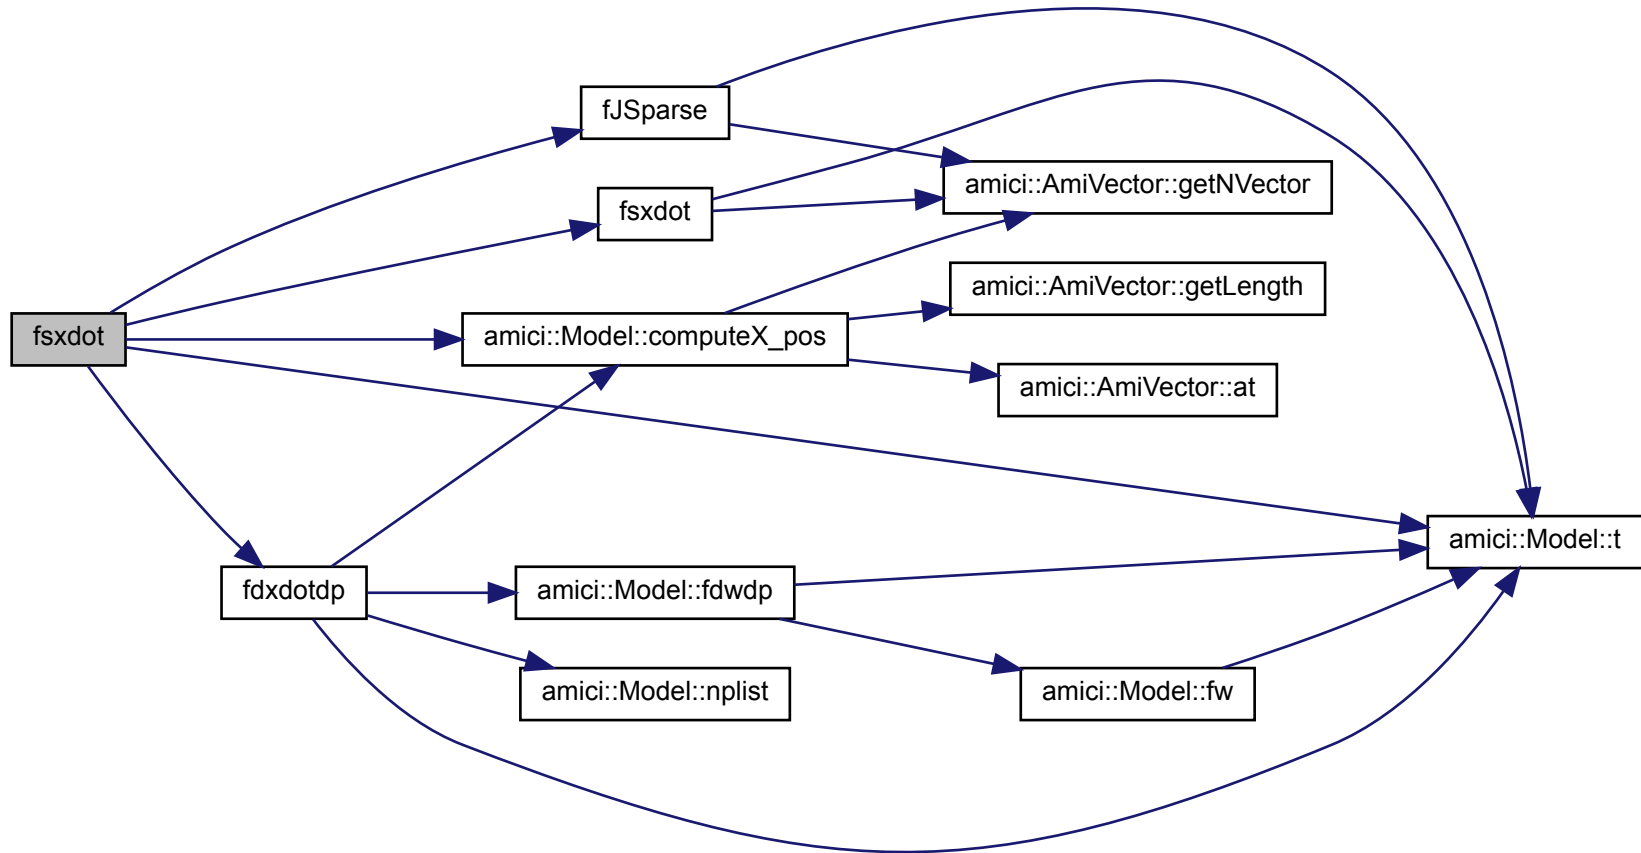 fJSparse
amici::AmiVector::getNVector
fsxdot
amici::AmiVector::getLength
fsxdot
amici::Model::computeX_pos
amici::AmiVector::at
amici::Model::t
fdxdotdp
amici::Model::fdwdp
amici::Model::nplist
amici::Model::fw